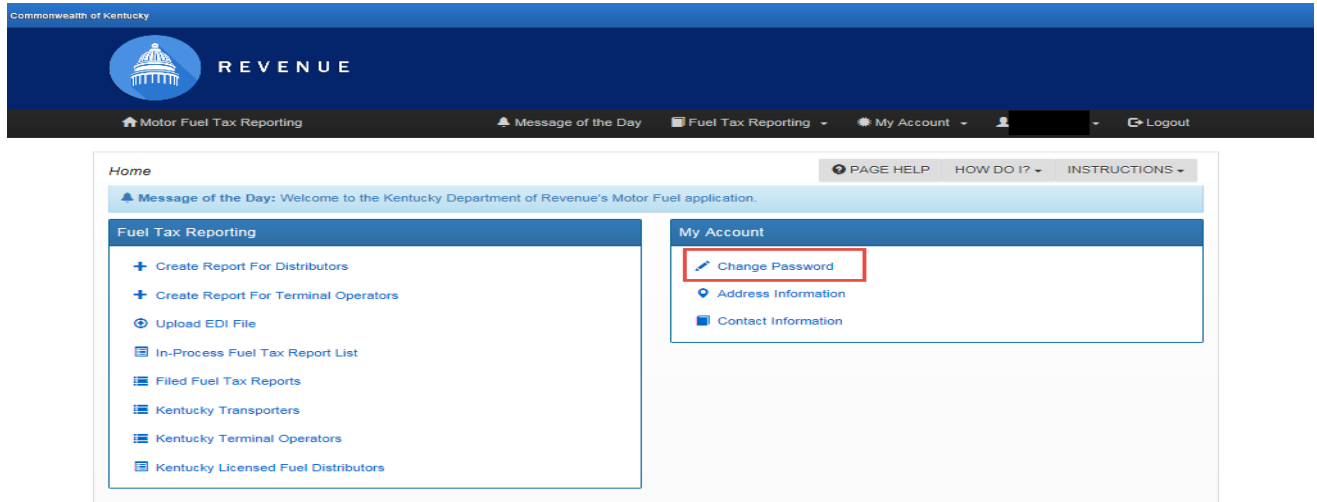 Commonwealth of Kentucky
REVENUE
Motor Fuel Tax Reporting Message of the Day Fuel Tax Reporting My Account Logout
Home PAGE HELP HOW DO I? INSTRUCTIONS
Message of the Day: Welcome to the Kentucky Department of Revenue's Motor Fuel application.
Fuel Tax Reporting
Create Report For Distributors
Create Report For Terminal Operators
Upload EDI File
In-Process Fuel Tax Report List
Filed Fuel Tax Reports
Kentucky Transporters
Kentucky Terminal Operators
Kentucky Licensed Fuel Distributors
My Account
Change Password
Address Information
Contact Information